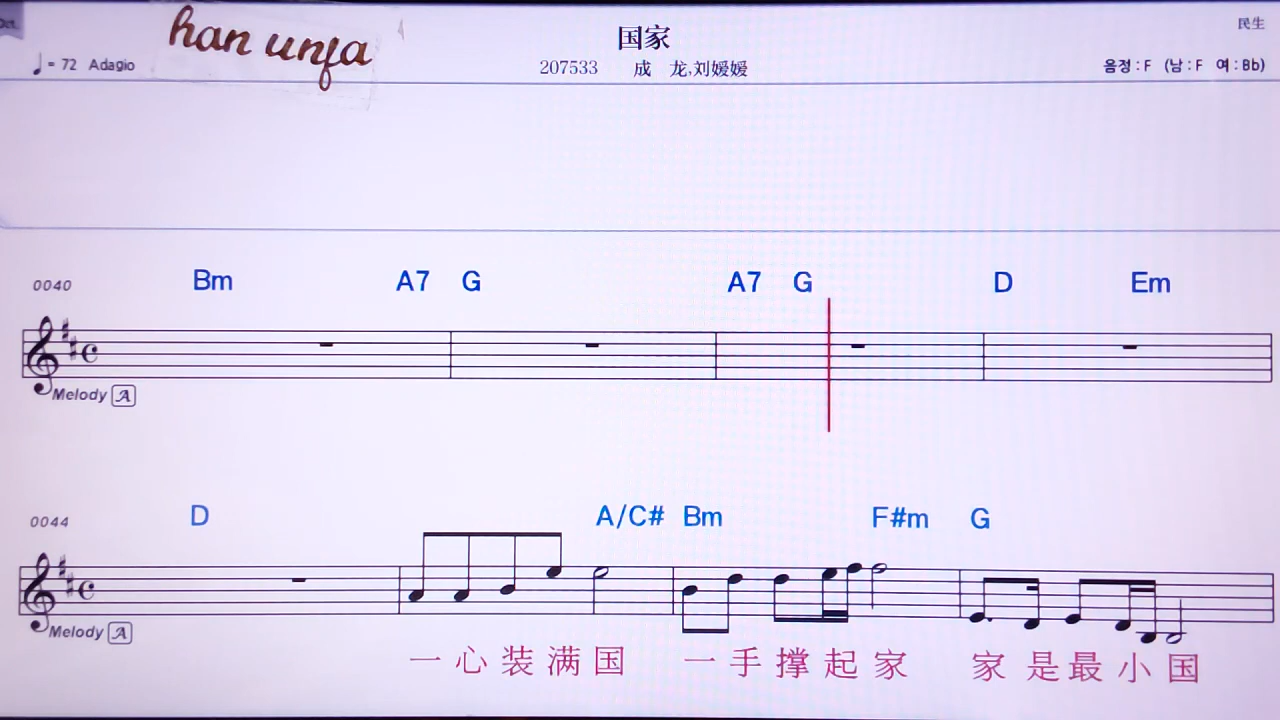 Oct.
han unfa
国家
民生
♩= 72 Adagio
207533 成 龙,刘媛媛
음정:F (남:F 여:Bb)
0040 Bm A7 G A7 G D Em
Melody A
0044 D A/C# Bm F#m G
Melody A
一心装满国 一手撑起家 家是最小国